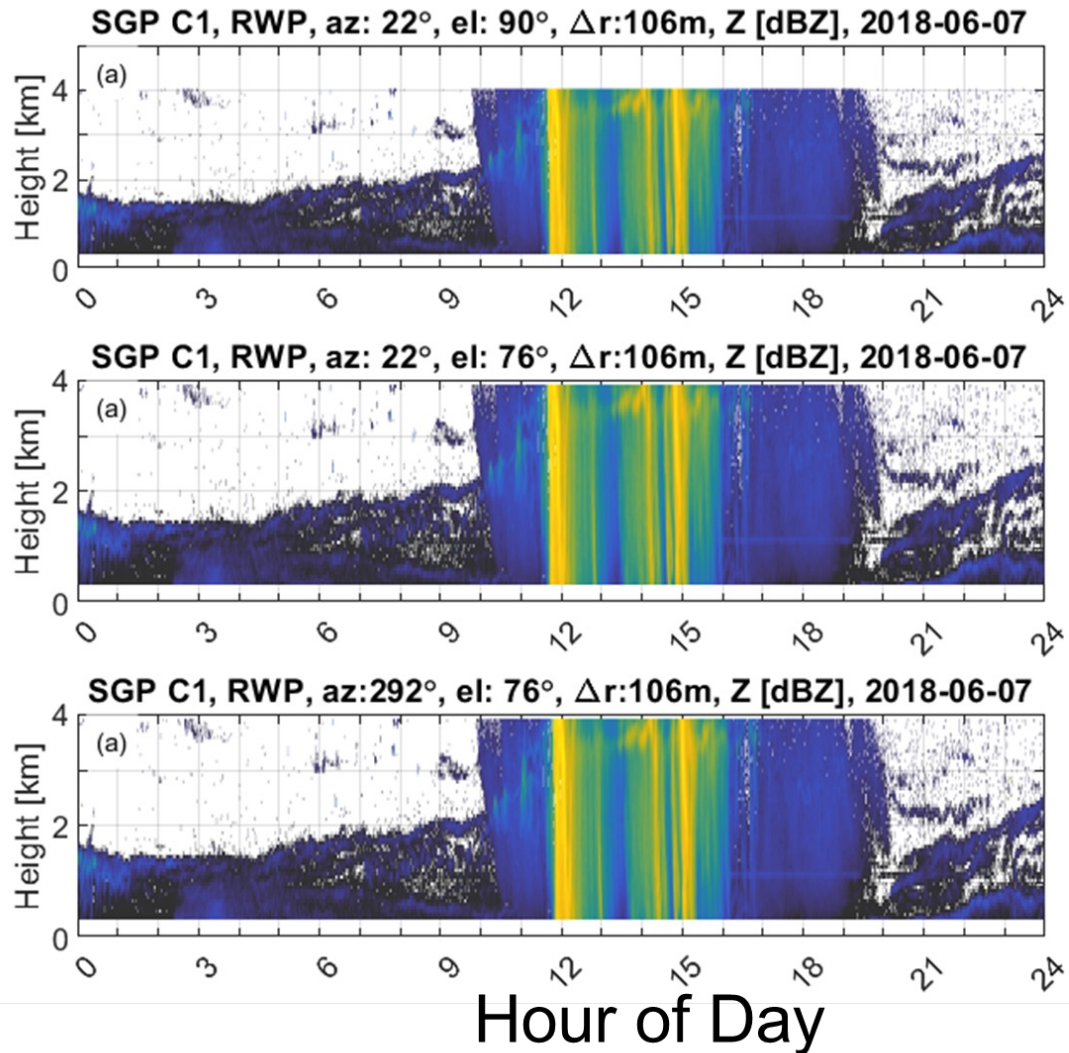 SGP C1, RWP, az: 22°, el: 90°, Δr:106m, Z [dBZ], 2018-06-07
(a)
Height [km]
4
2
0
0 3 6 9 12 15 18 21 24
SGP C1, RWP, az: 22°, el: 76°, Δr:106m, Z [dBZ], 2018-06-07
(a)
Height [km]
4
2
0
0 3 6 9 12 15 18 21 24
SGP C1, RWP, az:292°, el: 76°, Δr:106m, Z [dBZ], 2018-06-07
(a)
Height [km]
4
2
0
0 3 6 9 12 15 18 21 24
Hour of Day